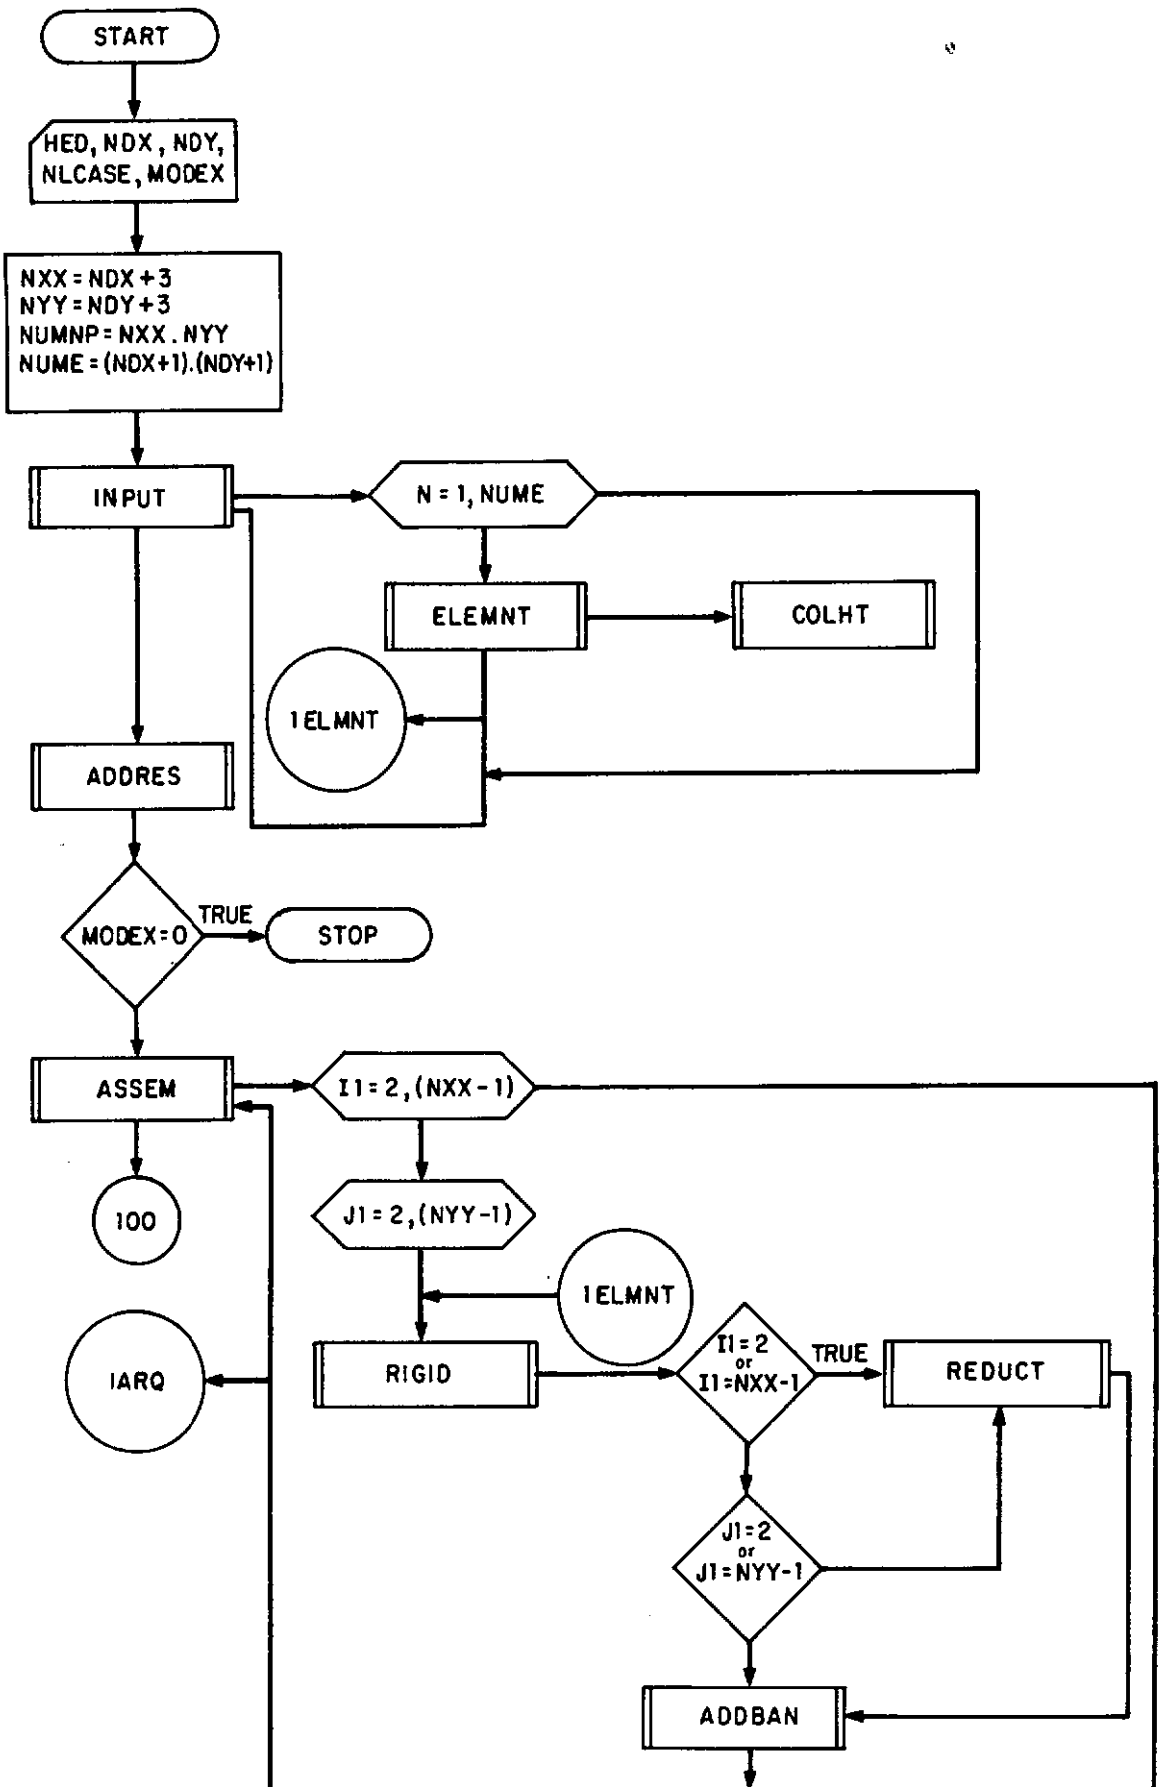 START
HED, NDX, NDY,
NLCASE, MODEX
NXX = NDX + 3
NYY = NDY + 3
NUMNP = NXX . NYY
NUME = (NDX+1).(NDY+1)
INPUT
N = 1, NUME
ELEMNT
COLHT
1ELMNT
ADDRES
MODEX = 0
TRUE
STOP
ASSEM
I1 = 2, (NXX - 1)
100
J1 = 2, (NYY - 1)
1ELMNT
IARQ
RIGID
I1 = 2
or
I1 = NXX - 1
TRUE
REDUCT
J1 = 2
or
J1 = NYY - 1
ADDBAN